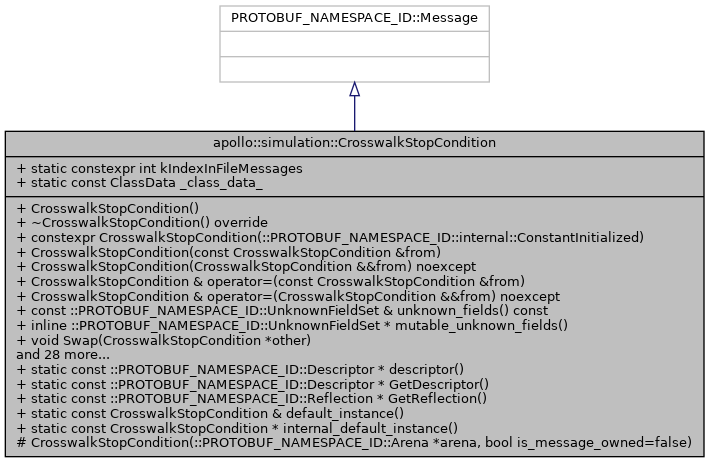 PROTOBUF_NAMESPACE_ID::Message
apollo::simulation::CrosswalkStopCondition
+ static constexpr int kIndexInFileMessages
+ static const ClassData _class_data_
+ CrosswalkStopCondition()
+ ~CrosswalkStopCondition() override
+ constexpr CrosswalkStopCondition(::PROTOBUF_NAMESPACE_ID::internal::ConstantInitialized)
+ CrosswalkStopCondition(const CrosswalkStopCondition &from)
+ CrosswalkStopCondition(CrosswalkStopCondition &&from) noexcept
+ CrosswalkStopCondition & operator=(const CrosswalkStopCondition &from)
+ CrosswalkStopCondition & operator=(CrosswalkStopCondition &&from) noexcept
+ const ::PROTOBUF_NAMESPACE_ID::UnknownFieldSet & unknown_fields() const
+ inline ::PROTOBUF_NAMESPACE_ID::UnknownFieldSet * mutable_unknown_fields()
+ void Swap(CrosswalkStopCondition *other)
and 28 more...
+ static const ::PROTOBUF_NAMESPACE_ID::Descriptor * descriptor()
+ static const ::PROTOBUF_NAMESPACE_ID::Descriptor * GetDescriptor()
+ static const ::PROTOBUF_NAMESPACE_ID::Reflection * GetReflection()
+ static const CrosswalkStopCondition & default_instance()
+ static const CrosswalkStopCondition * internal_default_instance()
# CrosswalkStopCondition(::PROTOBUF_NAMESPACE_ID::Arena *arena, bool is_message_owned=false)